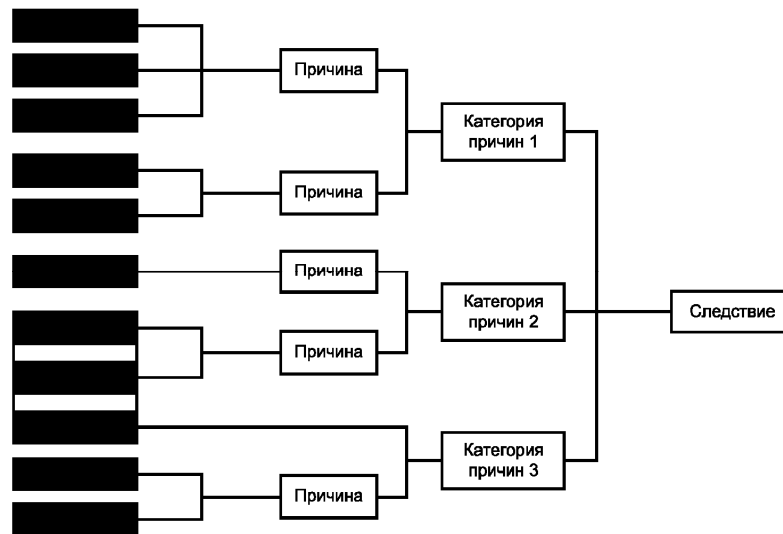 Причина
Категория
причин 1
Причина
Причина
Категория
причин 2
Следствие
Причина
Категория
причин 3
Причина